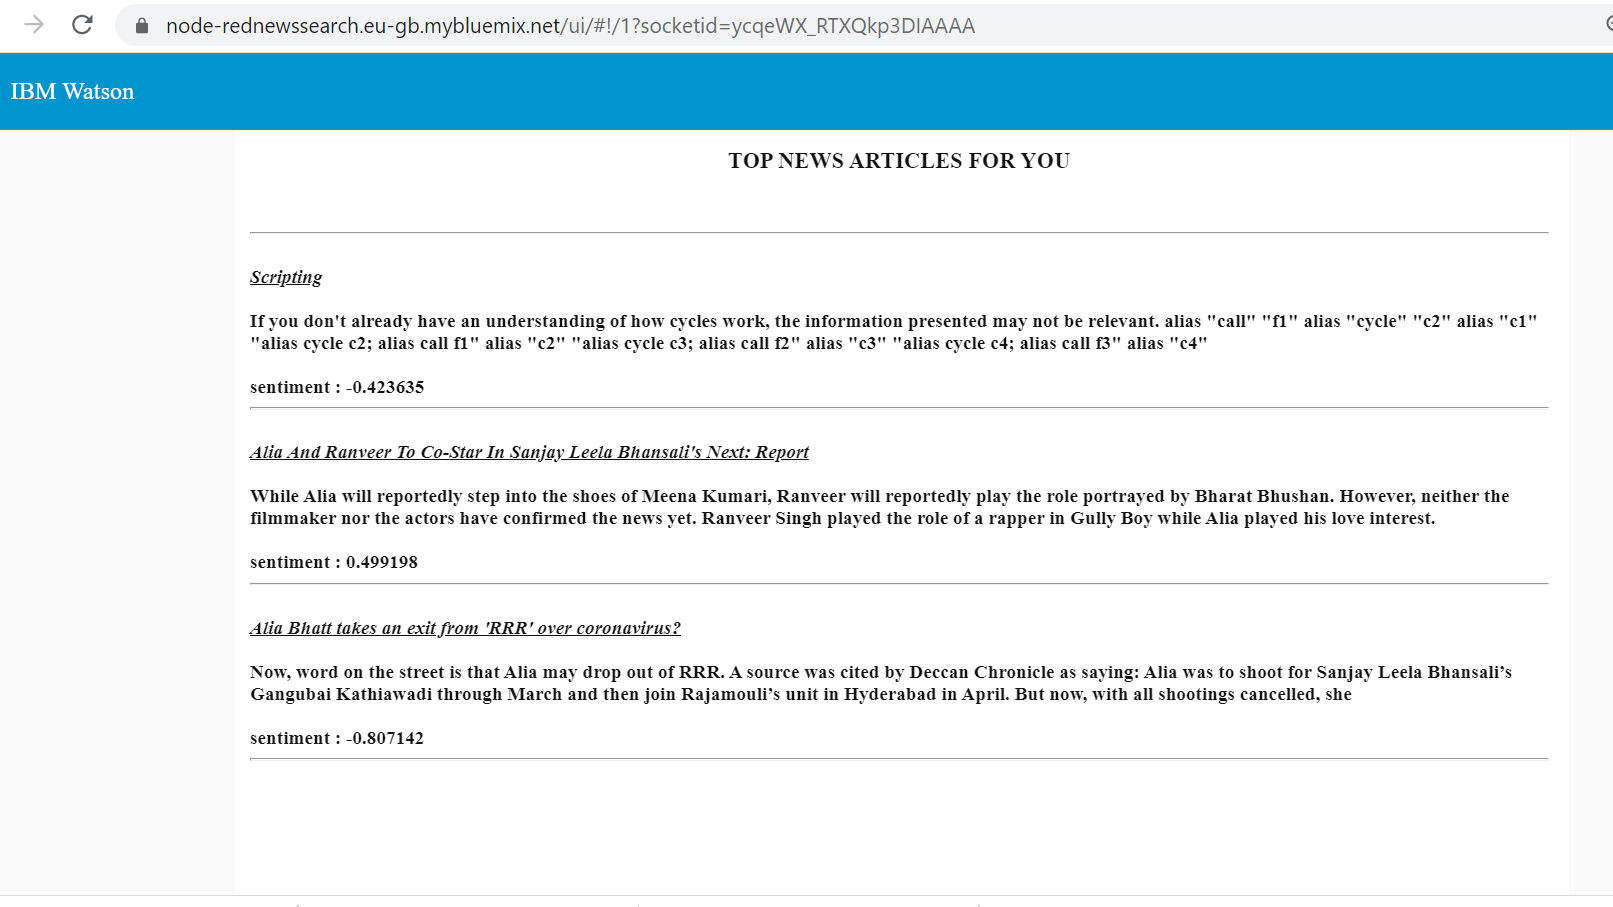 node-rednewssearch.eu-gb.mybluemix.net/ui/#!/1?socketid=ycqeWX_RTXQkp3DIAAAA
IBM Watson
TOP NEWS ARTICLES FOR YOU
Scripting
If you don't already have an understanding of how cycles work, the information presented may not be relevant. alias "call" "f1" alias "cycle" "c2" alias "c1"
"alias cycle c2; alias call f1" alias "c2" "alias cycle c3; alias call f2" alias "c3" "alias cycle c4; alias call f3" alias "c4"
sentiment : -0.423635
Alia And Ranveer To Co-Star In Sanjay Leela Bhansali's Next: Report
While Alia will reportedly step into the shoes of Meena Kumari, Ranveer will reportedly play the role portrayed by Bharat Bhushan. However, neither the
filmmaker nor the actors have confirmed the news yet. Ranveer Singh played the role of a rapper in Gully Boy while Alia played his love interest.
sentiment : 0.499198
Alia Bhatt takes an exit from 'RRR' over coronavirus?
Now, word on the street is that Alia may drop out of RRR. A source was cited by Deccan Chronicle as saying: Alia was to shoot for Sanjay Leela Bhansali’s
Gangubai Kathiawadi through March and then join Rajamouli’s unit in Hyderabad in April. But now, with all shootings cancelled, she
sentiment : -0.807142